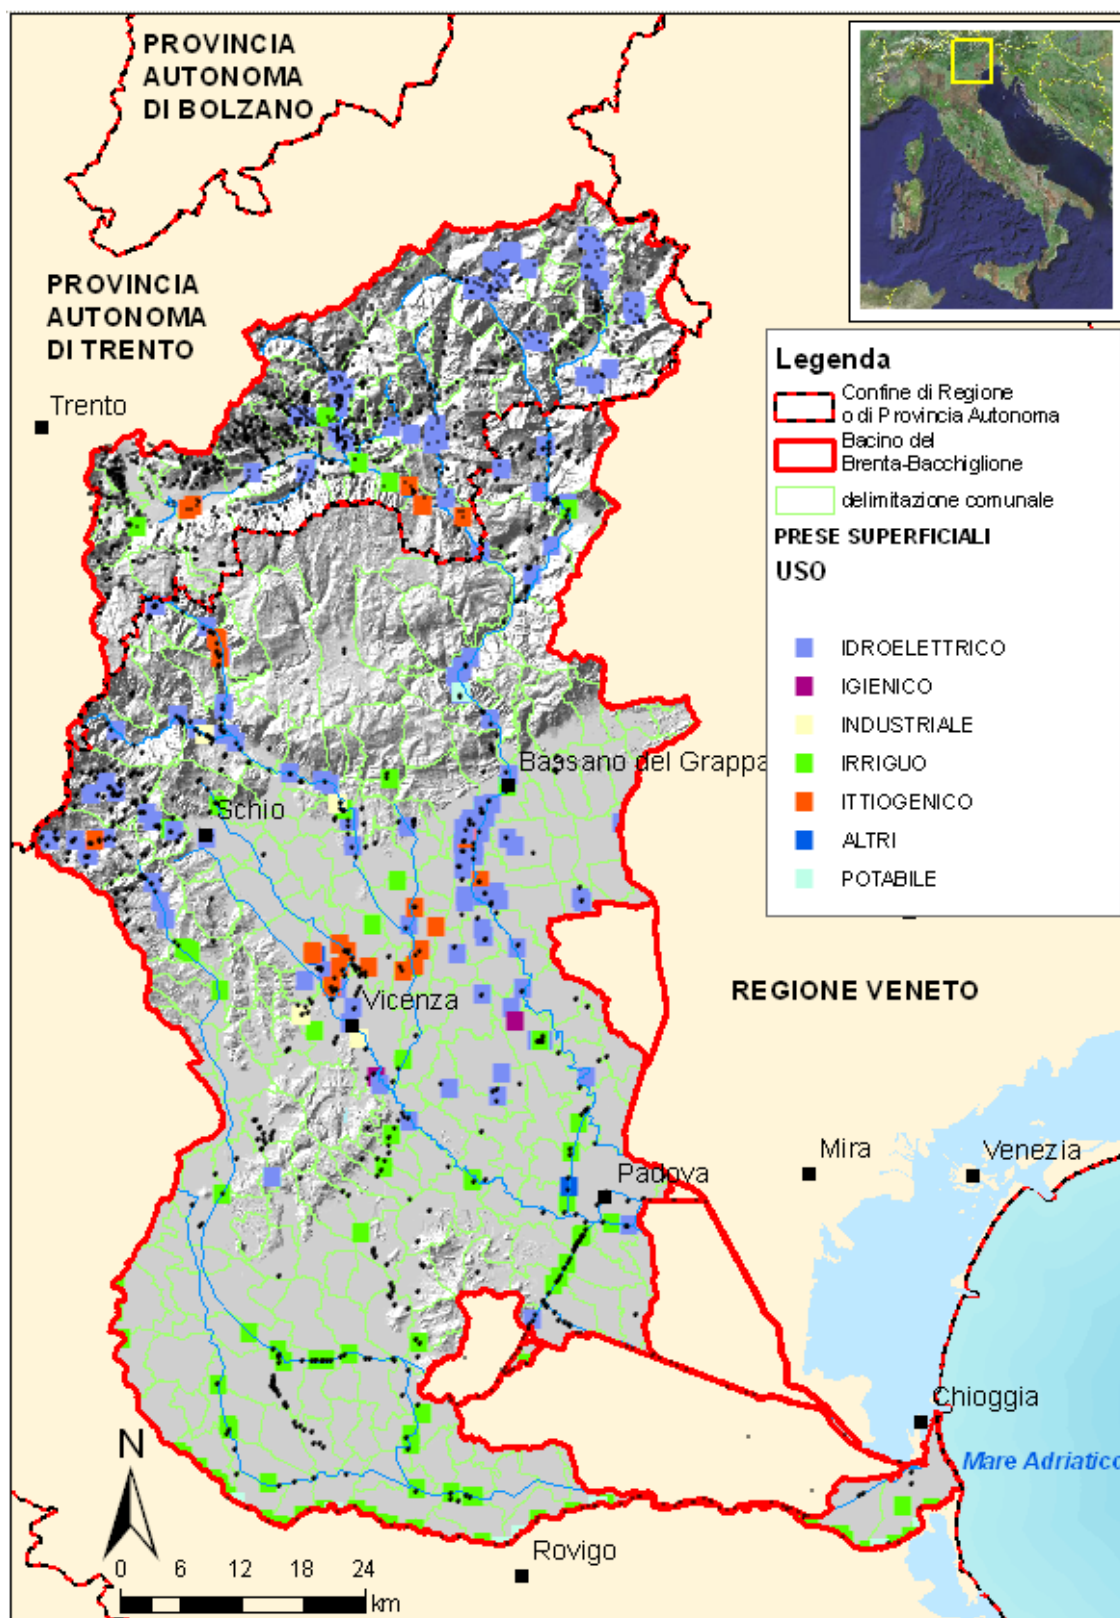 PROVINCIA
AUTONOMA
DI BOLZANO
PROVINCIA
AUTONOMA
DI TRENTO
Trento
Legenda
Confine di Regione
o di Provincia Autonoma
Bacino del
Brenta-Bacchiglione
delimitazione comunale
PRESE SUPERFICIALI
USO
IDROELETTRICO
IGIENICO
INDUSTRIALE
IRRIGUO
ITTIOGENICO
ALTRI
POTABILE
Bassano del Grappa
Schio
Vicenza
REGIONE VENETO
Mira
Venezia
Padova
Chioggia
Mare Adriatico
N
Rovigo
0 6 12 18 24
km